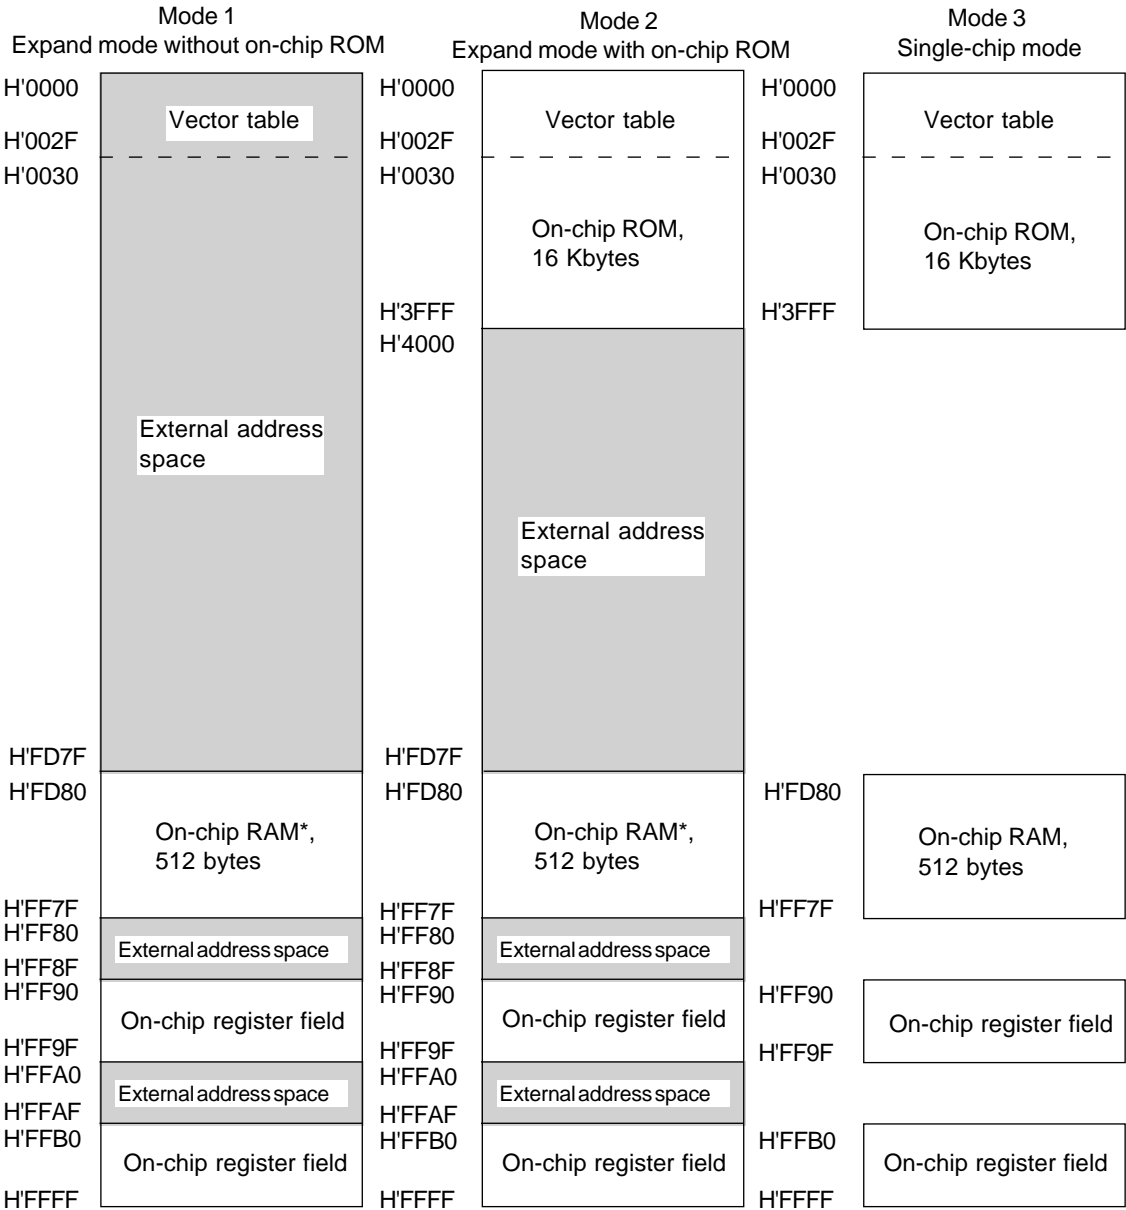 Mode 1
Expand mode without on-chip ROM
H'0000
Vector table
H'002F
H'0030
External address
space
H'FD7F
H'FD80
On-chip RAM*,
512 bytes
H'FF7F
H'FF80
External address space
H'FF8F
H'FF90
On-chip register field
H'FF9F
H'FFA0
External address space
H'FFAF
H'FFB0
On-chip register field
H'FFFF
Mode 2
Expand mode with on-chip ROM
H'0000
Vector table
H'002F
H'0030
On-chip ROM,
16 Kbytes
H'3FFF
H'4000
External address
space
H'FD7F
H'FD80
On-chip RAM*,
512 bytes
H'FF7F
H'FF80
External address space
H'FF8F
H'FF90
On-chip register field
H'FF9F
H'FFA0
External address space
H'FFAF
H'FFB0
On-chip register field
H'FFFF
Mode 3
Single-chip mode
H'0000
Vector table
H'002F
H'0030
On-chip ROM,
16 Kbytes
H'3FFF
H'FD80
On-chip RAM,
512 bytes
H'FF7F
H'FF90
On-chip register field
H'FF9F
H'FFB0
On-chip register field
H'FFFF